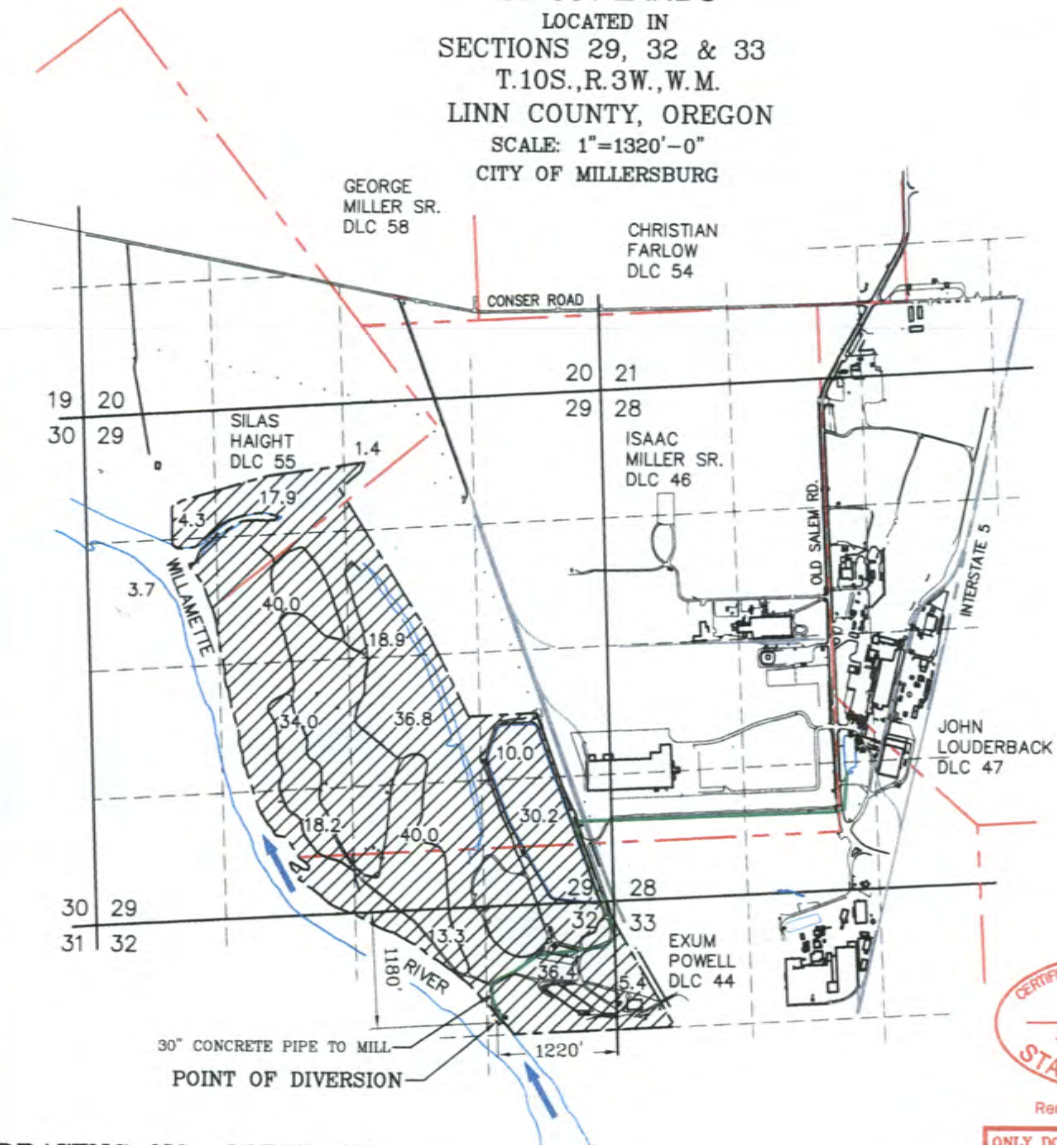 LOCATED IN
SECTIONS 29, 32 & 33
T.10S.,R.3W.,W.M.
LINN COUNTY, OREGON
SCALE: 1"=1320'-0"
CITY OF MILLERSBURG
GEORGE
MILLER SR.
DLC 58
CHRISTIAN
FARLOW
DLC 54
CONSER ROAD
20 21
29 28
19 20
30 29
SILAS
HAIGHT
DLC 55
1.4
ISAAC
MILLER SR.
DLC 46
17.9
4.3
OLD SALEM RD.
INTERSTATE 5
WILLAMETTE
3.7
40.0
18.9
34.0
36.8
10.0
JOHN
LOUDERBACK
DLC 47
30.2
18.2
40.0
29 28
32 33
30 29
31 32
13.3
1180'
RIVER
36.4
5.4
EXUM
POWELL
DLC 44
30" CONCRETE PIPE TO MILL
1220'
POINT OF DIVERSION